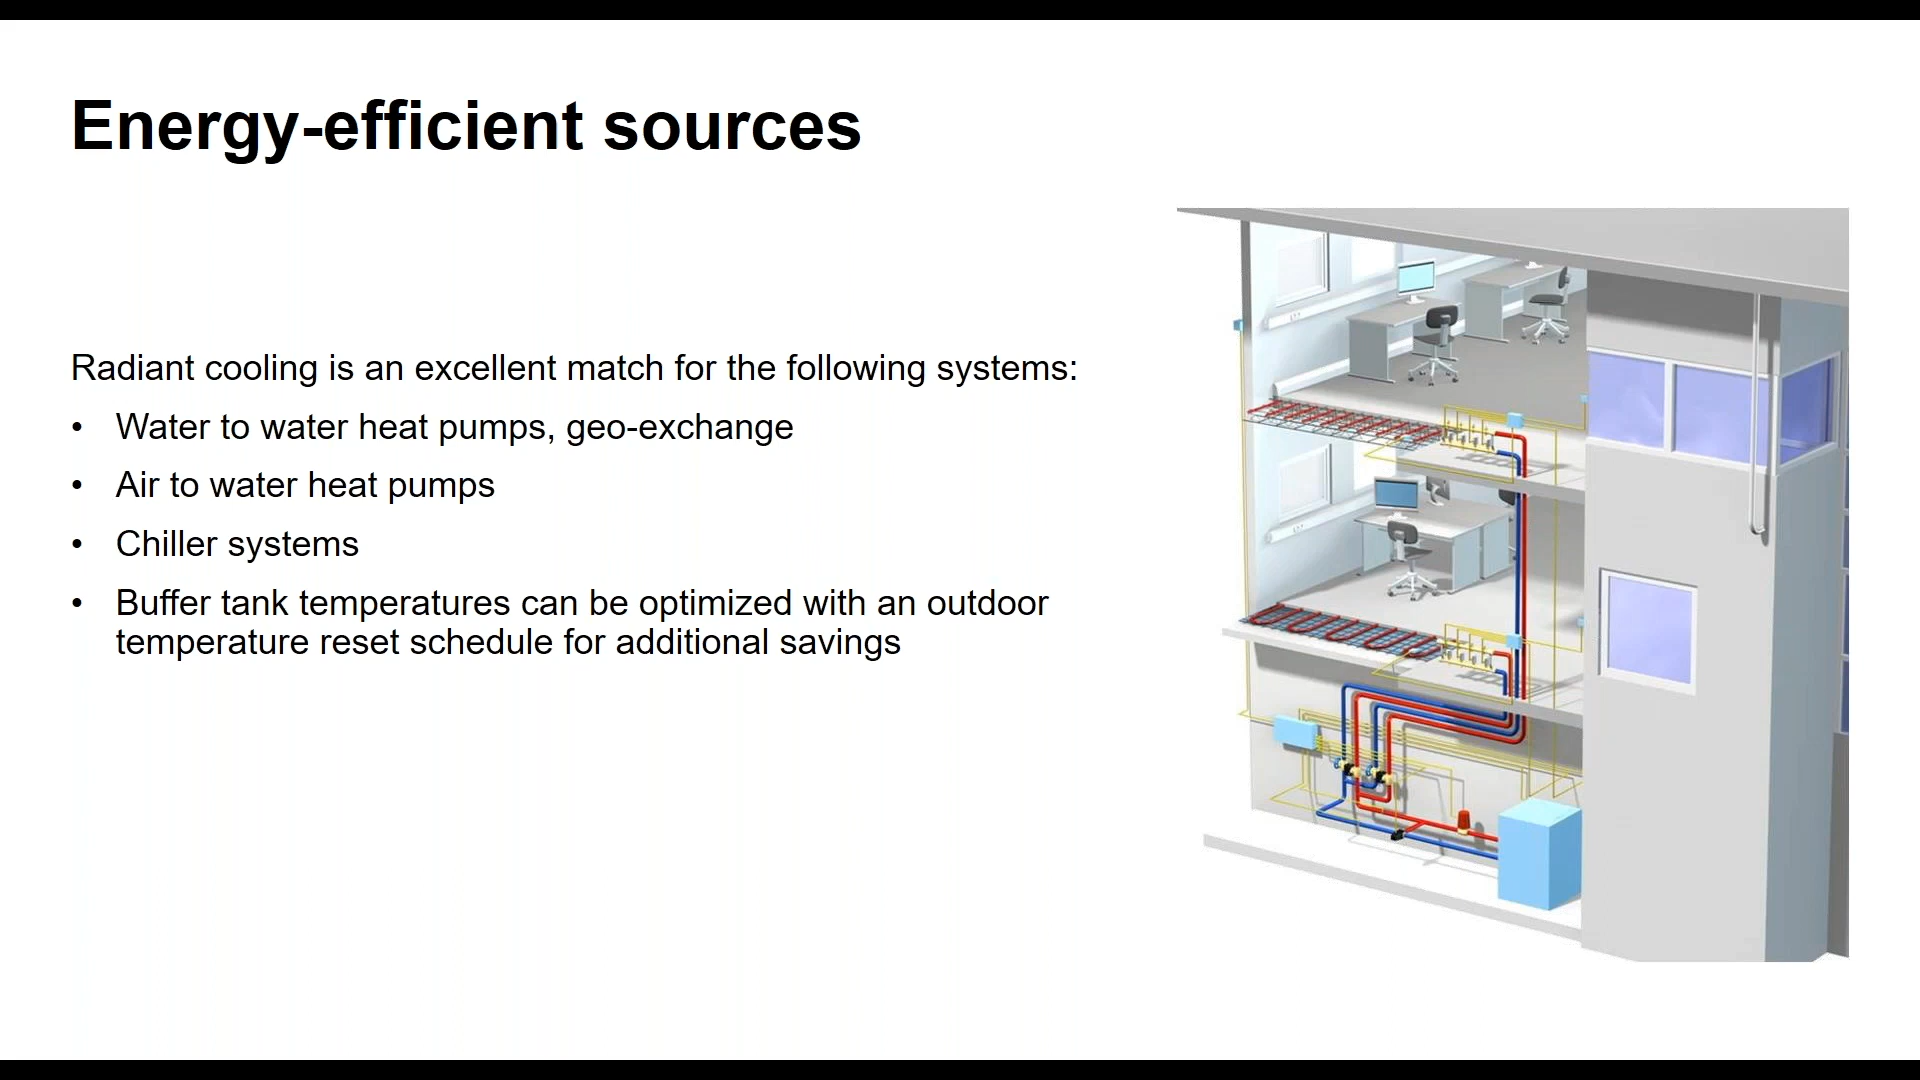 Energy-efficient sources
Radiant cooling is an excellent match for the following systems:
• Water to water heat pumps, geo-exchange
• Air to water heat pumps
• Chiller systems
• Buffer tank temperatures can be optimized with an outdoor
temperature reset schedule for additional savings